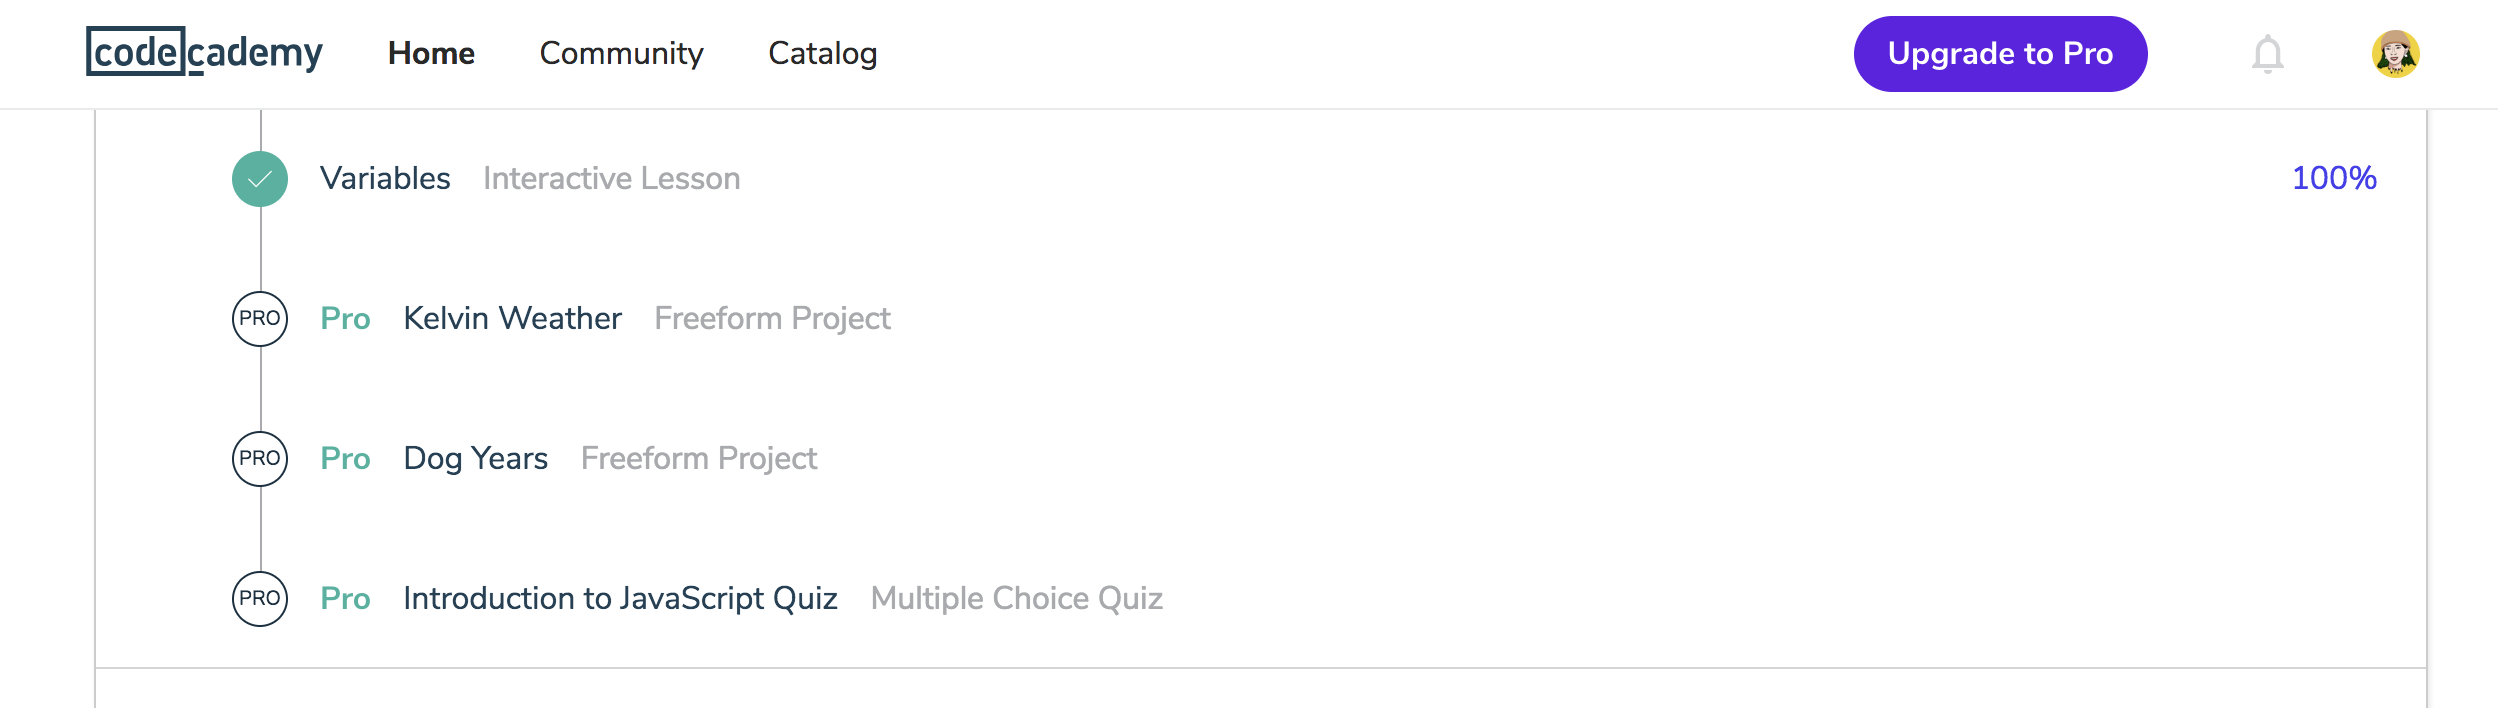 codecademy Home Community Catalog Upgrade to Pro
Variables Interactive Lesson 100%
PRO Pro Kelvin Weather Freeform Project
PRO Pro Dog Years Freeform Project
PRO Pro Introduction to JavaScript Quiz Multiple Choice Quiz